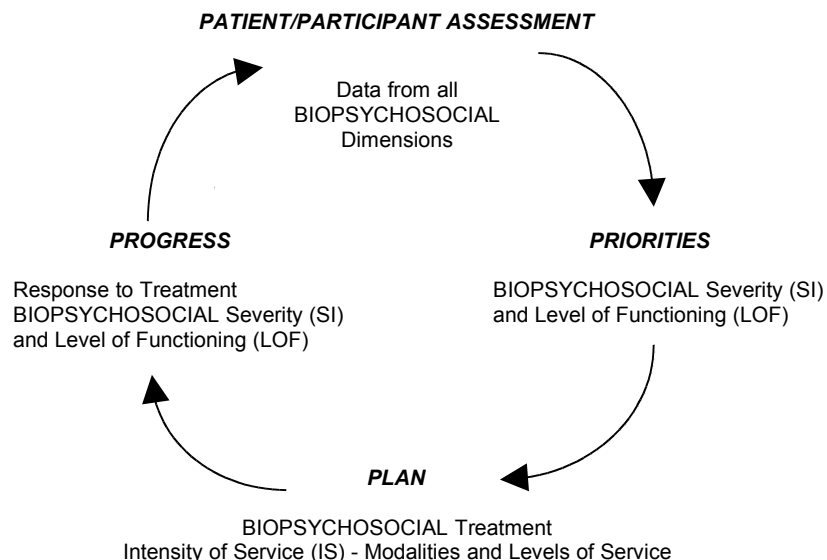 PATIENT/PARTICIPANT ASSESSMENT
Data from all
BIOPSYCHOSOCIAL
Dimensions
PRIORITIES
BIOPSYCHOSOCIAL Severity (SI)
and Level of Functioning (LOF)
PLAN
BIOPSYCHOSOCIAL Treatment
Intensity of Service (IS) - Modalities and Levels of Service
PROGRESS
Response to Treatment
BIOPSYCHOSOCIAL Severity (SI)
and Level of Functioning (LOF)